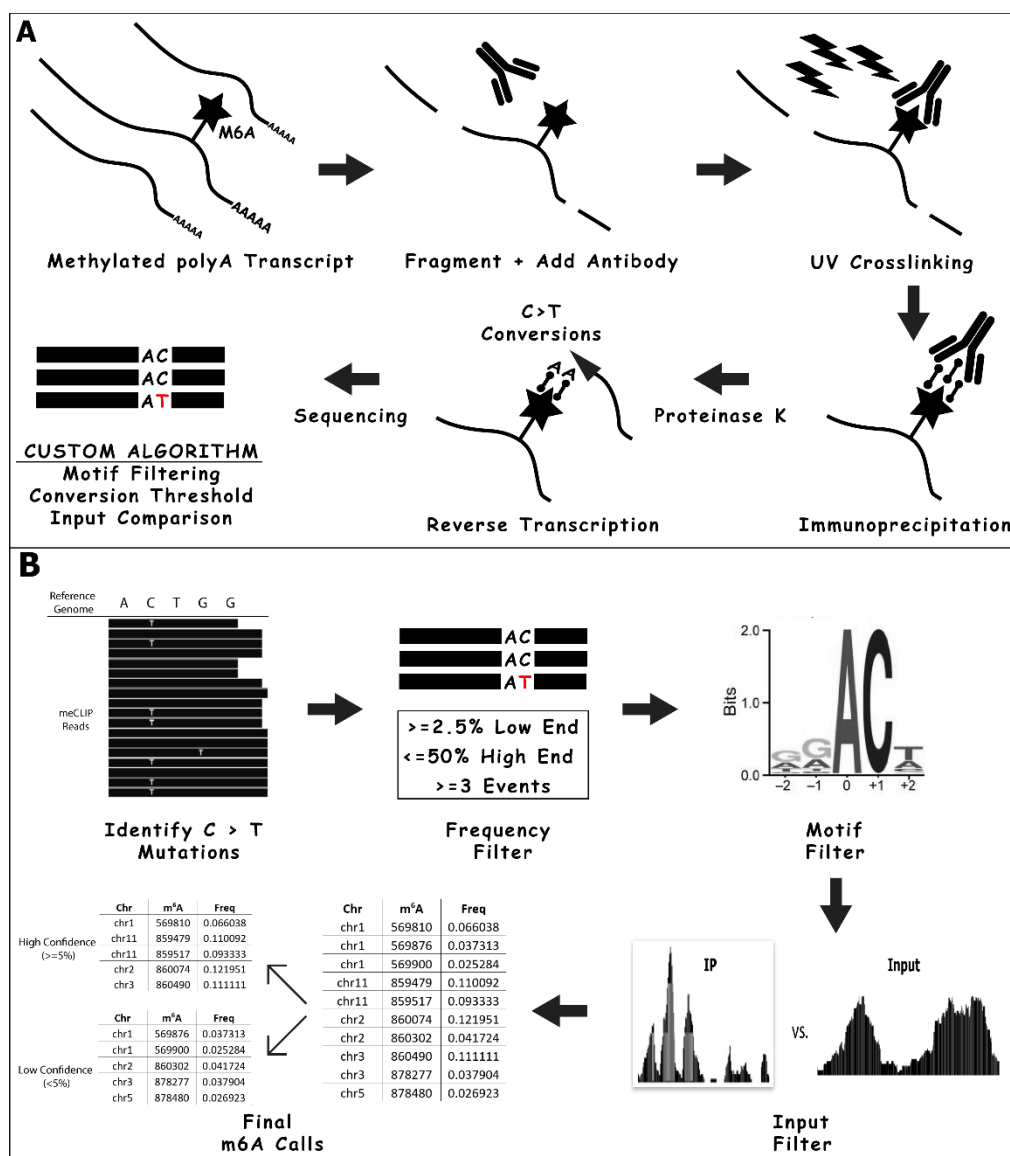 A
M6A
AAAAA
AAAAA
AAAAA
Methylated polyA Transcript
Fragment + Add Antibody
UV Crosslinking
C>T
Conversions
A A
AC
AC
AT
Sequencing
Proteinase K
CUSTOM ALGORITHM
Motif Filtering
Conversion Threshold
Input Comparison
Reverse Transcription
Immunoprecipitation
B
Reference
Genome
A C T G G
meCLIP
Reads
T
T
T
T
T
T
T
T
Identify C > T
Mutations
AC
AC
AT
>=2.5% Low End
<=50% High End
>=3 Events
Frequency
Filter
2.0
Bits
1.0
0.0
G G A C T
A A A
-2 -1 0 +1 +2
Motif
Filter
High Confidence
(>=5%)
Chr m⁶A Freq
chr1 569810 0.066038
chr11 859479 0.110092
chr11 859517 0.093333
chr2 860074 0.121951
chr3 860490 0.111111
Low Confidence
(<5%)
Chr m⁶A Freq
chr1 569876 0.037313
chr1 569900 0.025284
chr2 860302 0.041724
chr3 878277 0.037904
chr5 878480 0.026923
Chr m⁶A Freq
chr1 569810 0.066038
chr1 569876 0.037313
chr1 569900 0.025284
chr11 859479 0.110092
chr11 859517 0.093333
chr2 860074 0.121951
chr2 860302 0.041724
chr3 860490 0.111111
chr3 878277 0.037904
chr5 878480 0.026923
Final
m6A Calls
IP
VS.
Input
Input
Filter